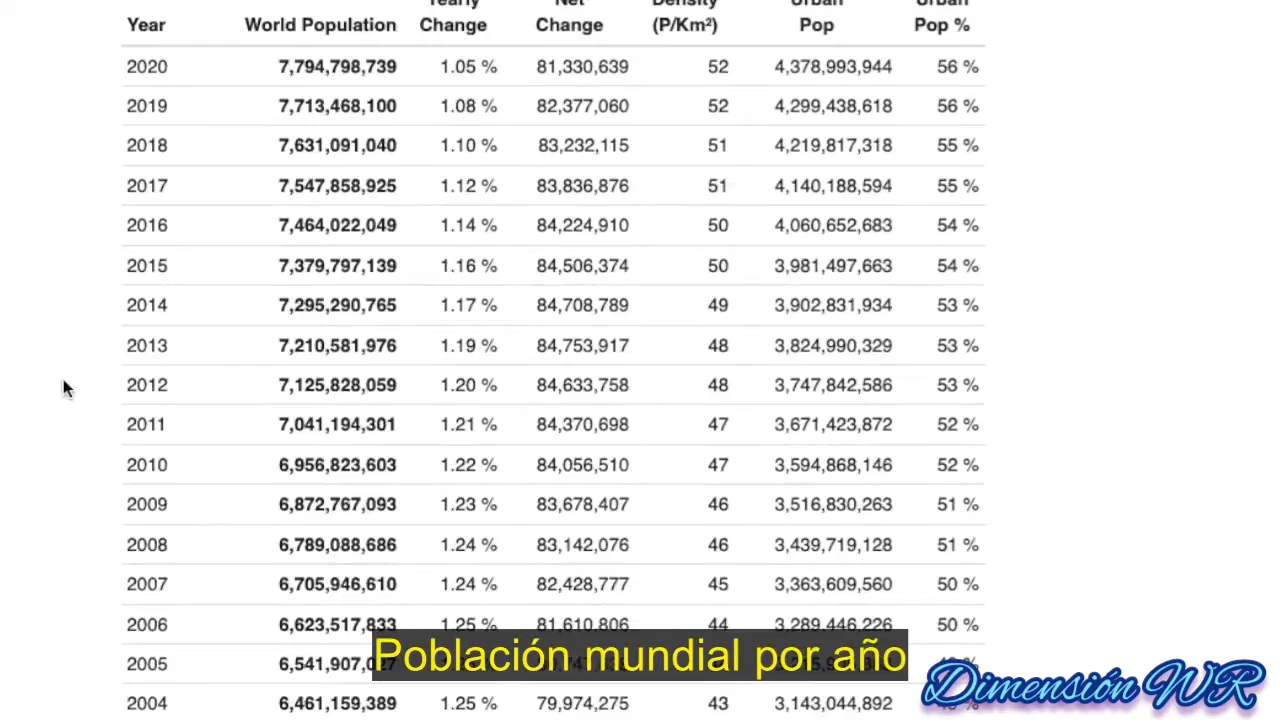 Yearly Net Density Urban Urban
Year World Population Change Change (P/Km²) Pop Pop %
2020 7,794,798,739 1.05 % 81,330,639 52 4,378,993,944 56 %
2019 7,713,468,100 1.08 % 82,377,060 52 4,299,438,618 56 %
2018 7,631,091,040 1.10 % 83,232,115 51 4,219,817,318 55 %
2017 7,547,858,925 1.12 % 83,836,876 51 4,140,188,594 55 %
2016 7,464,022,049 1.14 % 84,224,910 50 4,060,652,683 54 %
2015 7,379,797,139 1.16 % 84,506,374 50 3,981,497,663 54 %
2014 7,295,290,765 1.17 % 84,708,789 49 3,902,831,934 53 %
2013 7,210,581,976 1.19 % 84,753,917 48 3,824,990,329 53 %
2012 7,125,828,059 1.20 % 84,633,758 48 3,747,842,586 53 %
2011 7,041,194,301 1.21 % 84,370,698 47 3,671,423,872 52 %
2010 6,956,823,603 1.22 % 84,056,510 47 3,594,868,146 52 %
2009 6,872,767,093 1.23 % 83,678,407 46 3,516,830,263 51 %
2008 6,789,088,686 1.24 % 83,142,076 46 3,439,719,128 51 %
2007 6,705,946,610 1.24 % 82,428,777 45 3,363,609,560 50 %
2006 6,623,517,833 1.25 % 81,610,806 44 3,289,446,226 50 %
2005
Población mundial por año
Dimensión WR
2004 6,461,159,389 1.25 % 79,974,275 43 3,143,044,892